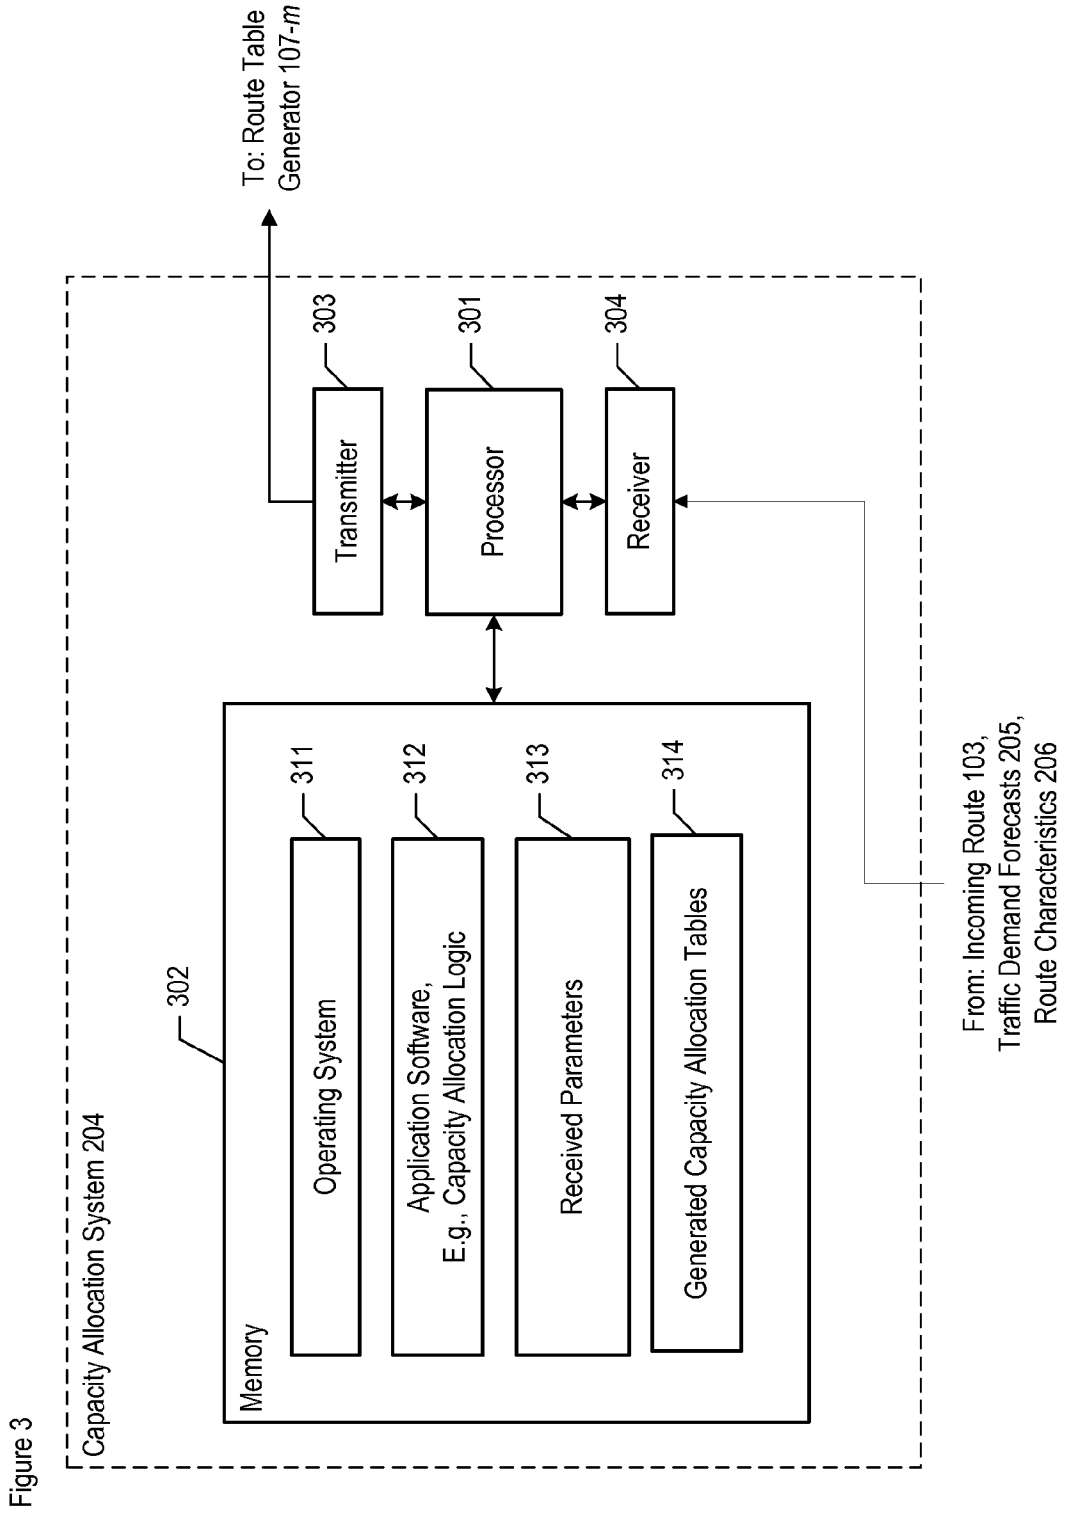 Figure 3
Capacity Allocation System 204
302
Memory
311
Operating System
312
Application Software,
E.g., Capacity Allocation Logic
313
Received Parameters
314
Generated Capacity Allocation Tables
To: Route Table
Generator 107-m
303
Transmitter
301
Processor
304
Receiver
From: Incoming Route 103,
Traffic Demand Forecasts 205,
Route Characteristics 206